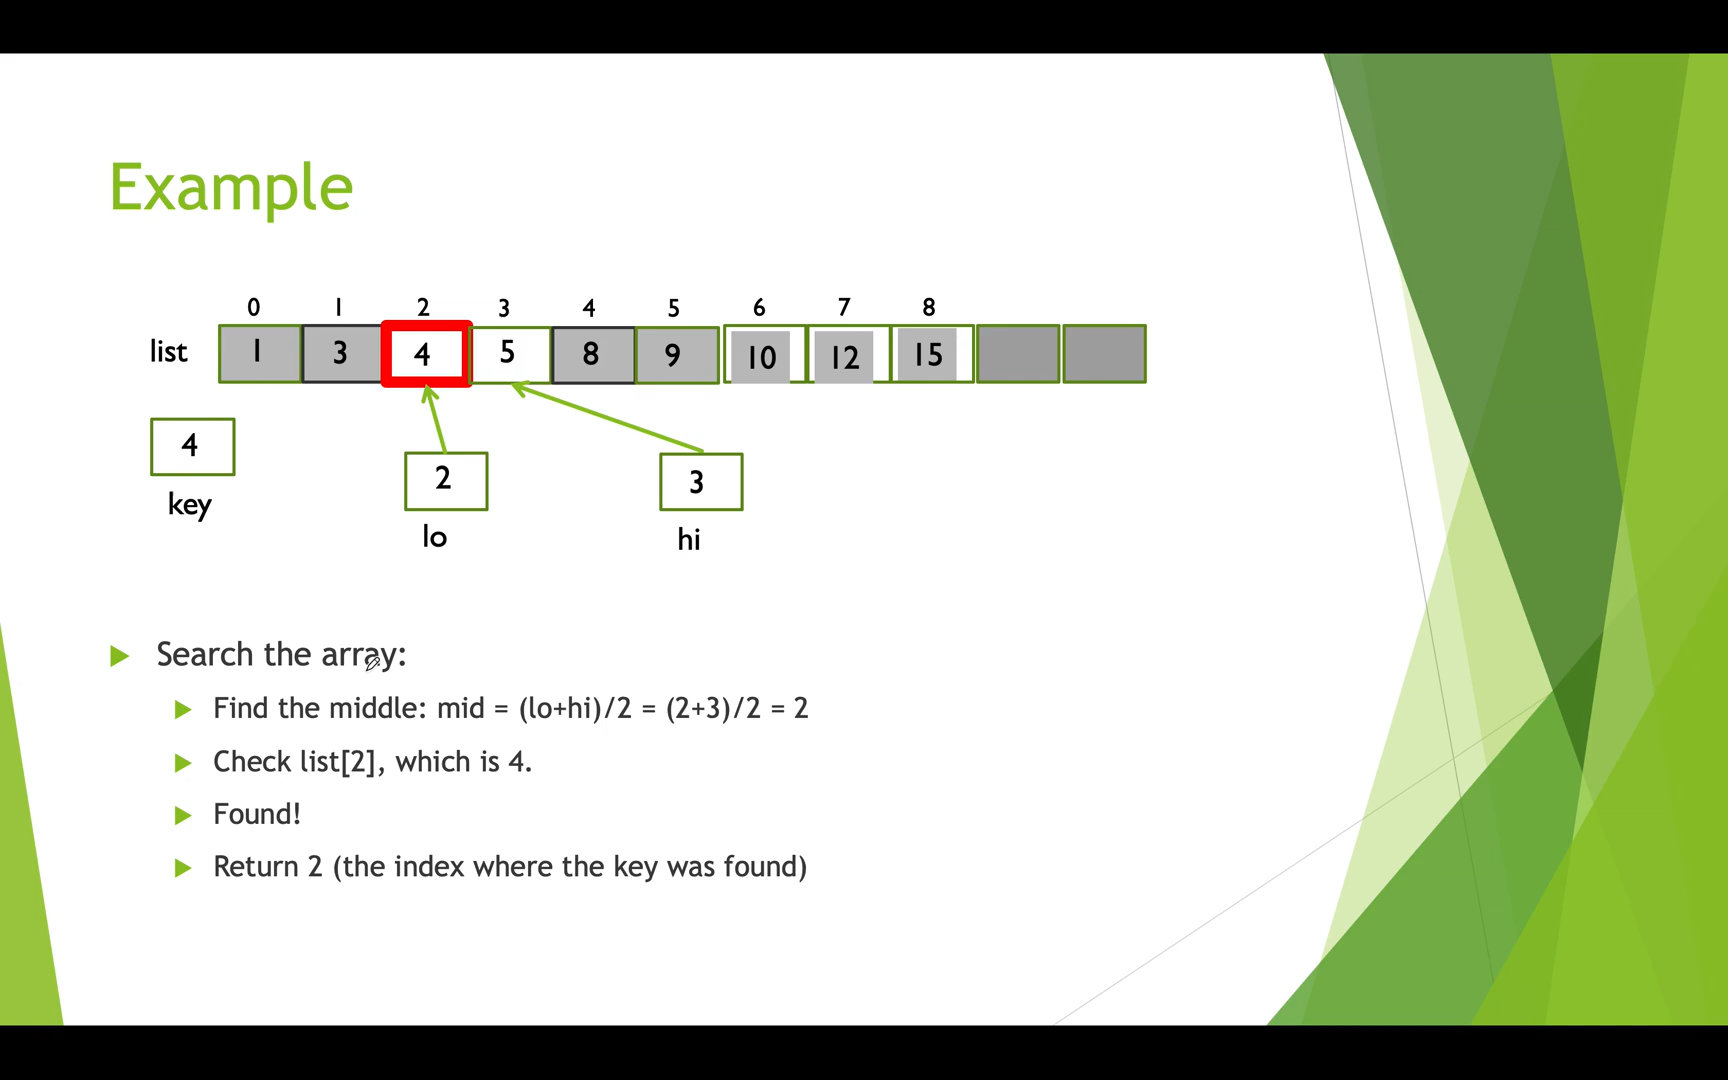 Example
0 1 2 3 4 5 6 7 8
list 1 3 4 5 8 9 10 12 15
4 2 3
key lo hi
Search the array:
Find the middle: mid = (lo+hi)/2 = (2+3)/2 = 2
Check list[2], which is 4.
Found!
Return 2 (the index where the key was found)